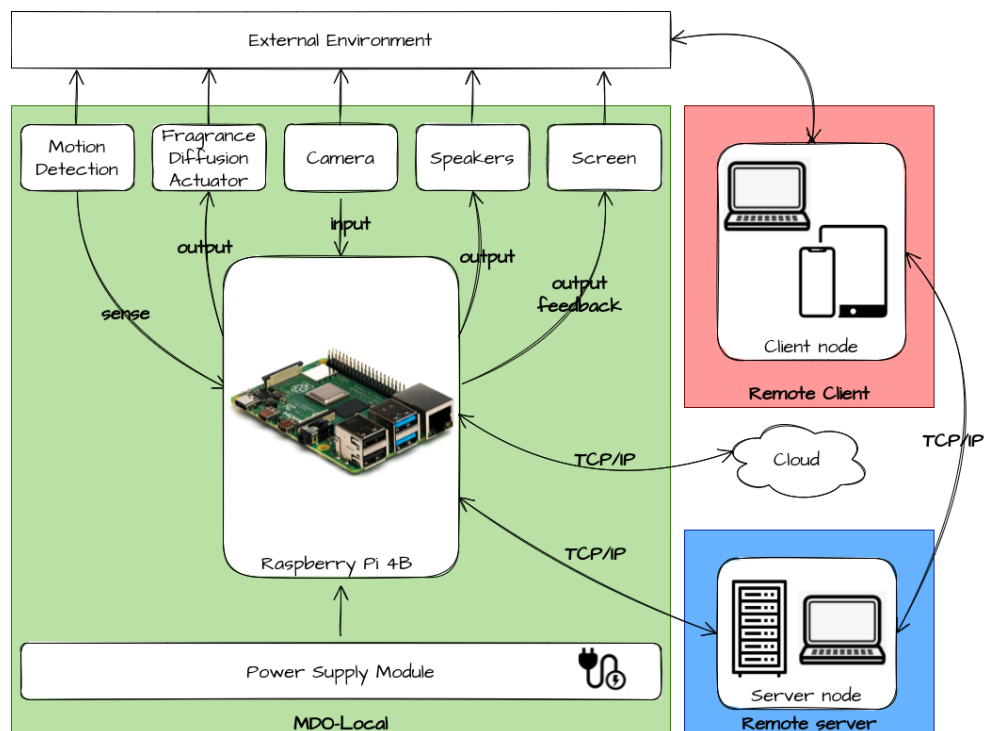 External Environment
Motion
Detection
Fragrance
Diffusion
Actuator
Camera
Speakers
Screen
input
output
output
output
feedback
sense
Client node
Remote Client
TCP/IP
TCP/IP
Cloud
TCP/IP
Raspberry Pi 4B
Power Supply Module
MDO-Local
Server node
Remote server